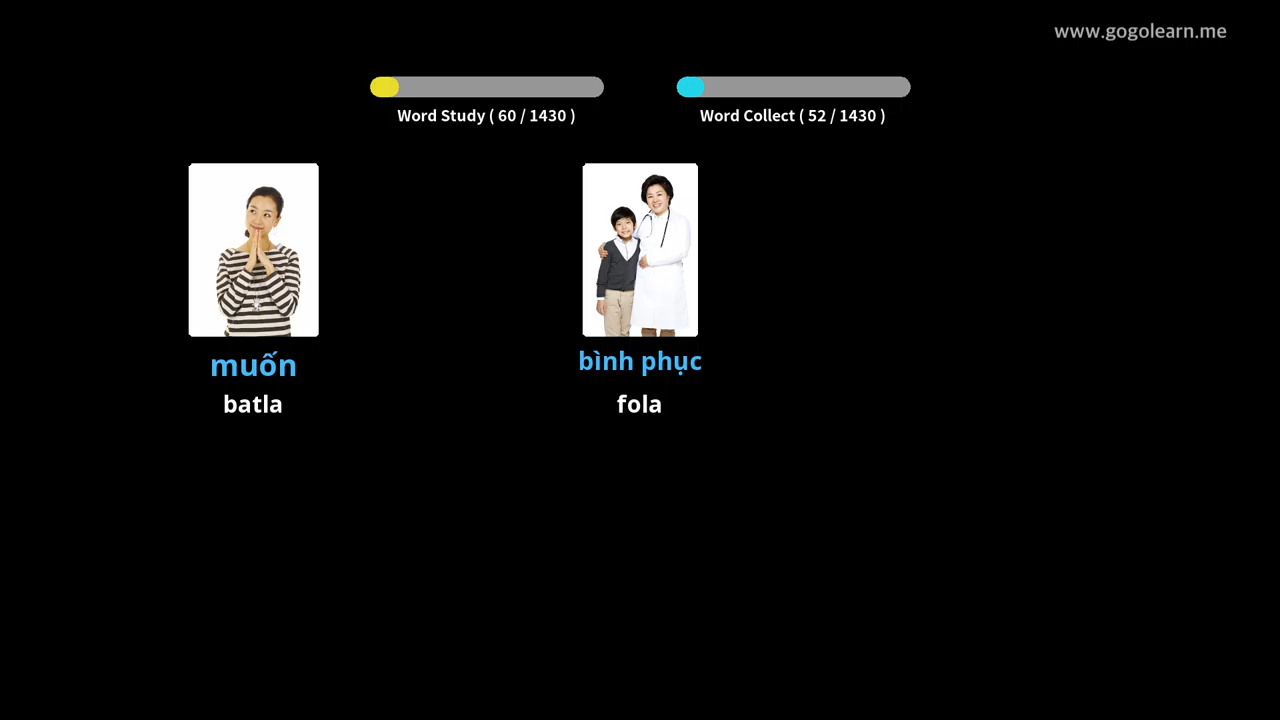 www.gogolearn.me
Word Study ( 60 / 1430 )
Word Collect ( 52 / 1430 )
muốn
batla
bình phục
fola